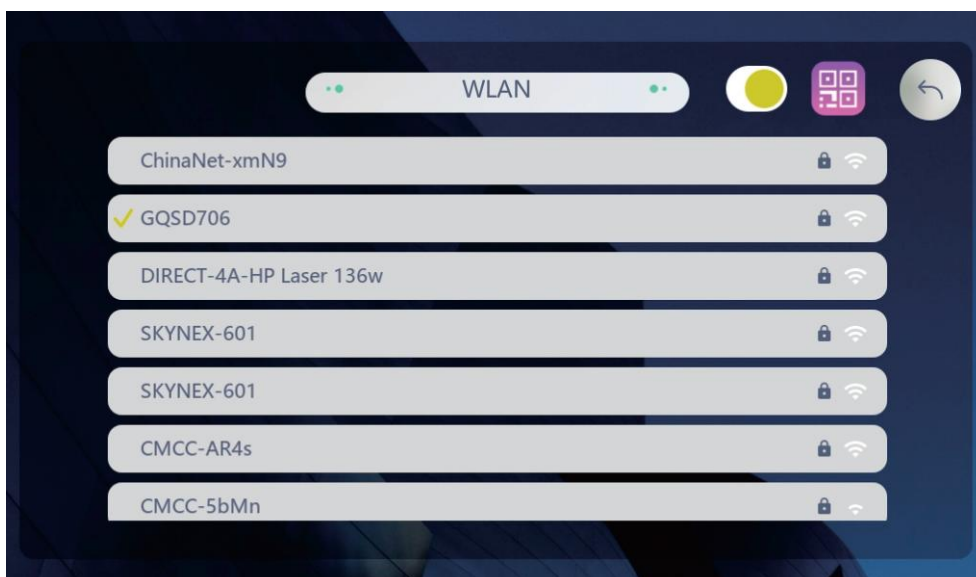 WLAN
ChinaNet-xmN9
GQSD706
DIRECT-4A-HP Laser 136w
SKYNEX-601
SKYNEX-601
CMCC-AR4s
CMCC-5bMn